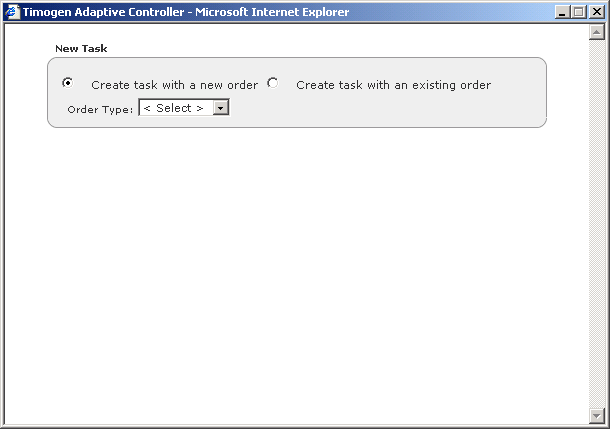 Timogen Adaptive Controller - Microsoft Internet Explorer
New Task
Create task with a new order Create task with an existing order
Order Type: < Select >